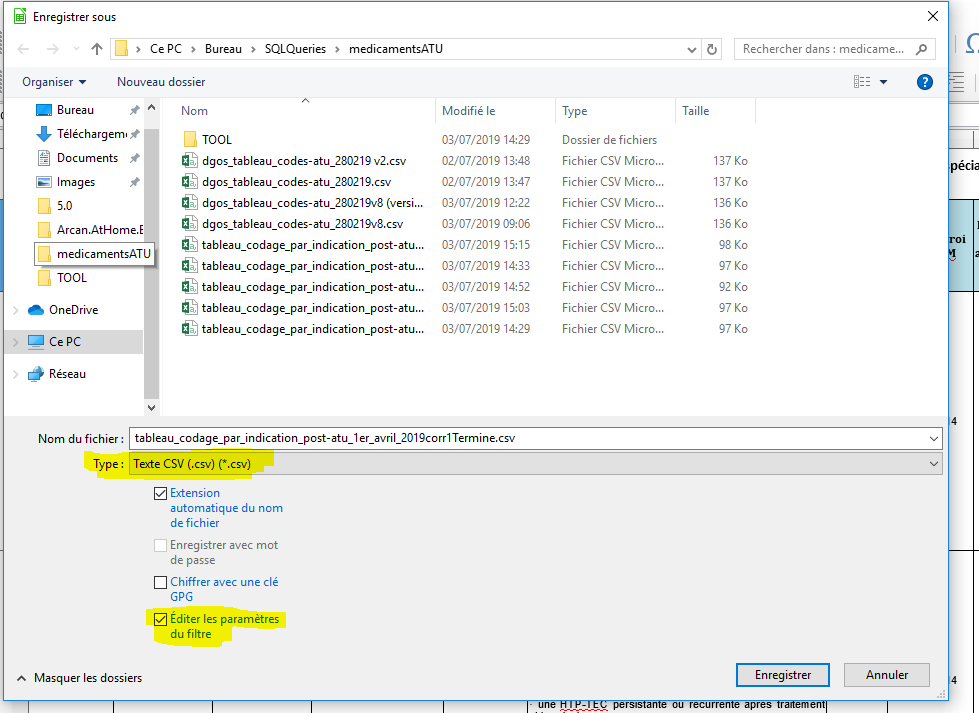 Enregistrer sous
Ce PC › Bureau › SQLQueries › medicamentsATU
Rechercher dans : medicame...
Organiser
Nouveau dossier
?
Nom
Modifié le
Type
Taille
Bureau
Téléchargem
Documents
Images
5.0
Arcan.AtHome.E
medicamentsATU
TOOL
OneDrive
Ce PC
Réseau
TOOL 03/07/2019 14:29 Dossier de fichiers
dgos_tableau_codes-atu_280219 v2.csv 02/07/2019 13:48 Fichier CSV Micro... 137 Ko
dgos_tableau_codes-atu_280219.csv 02/07/2019 13:47 Fichier CSV Micro... 137 Ko
dgos_tableau_codes-atu_280219v8 (versi... 03/07/2019 12:22 Fichier CSV Micro... 136 Ko
dgos_tableau_codes-atu_280219v8.csv 03/07/2019 09:06 Fichier CSV Micro... 136 Ko
tableau_codage_par_indication_post-atu... 03/07/2019 15:15 Fichier CSV Micro... 98 Ko
tableau_codage_par_indication_post-atu... 03/07/2019 14:33 Fichier CSV Micro... 97 Ko
tableau_codage_par_indication_post-atu... 03/07/2019 14:52 Fichier CSV Micro... 92 Ko
tableau_codage_par_indication_post-atu... 03/07/2019 15:03 Fichier CSV Micro... 97 Ko
tableau_codage_par_indication_post-atu... 03/07/2019 14:29 Fichier CSV Micro... 97 Ko
Nom du fichier : tableau_codage_par_indication_post-atu_1er_avril_2019corr1Termine.csv
Type : Texte CSV (.csv) (*.csv)
Extension
automatique du nom
de fichier
Enregistrer avec mot
de passe
Chiffrer avec une clé
GPG
Éditer les paramètres
du filtre
Masquer les dossiers
Enregistrer
Annuler
Ω
spécia
roi
M
14
14
une HTP-TEC persistante ou récurrente après traitement